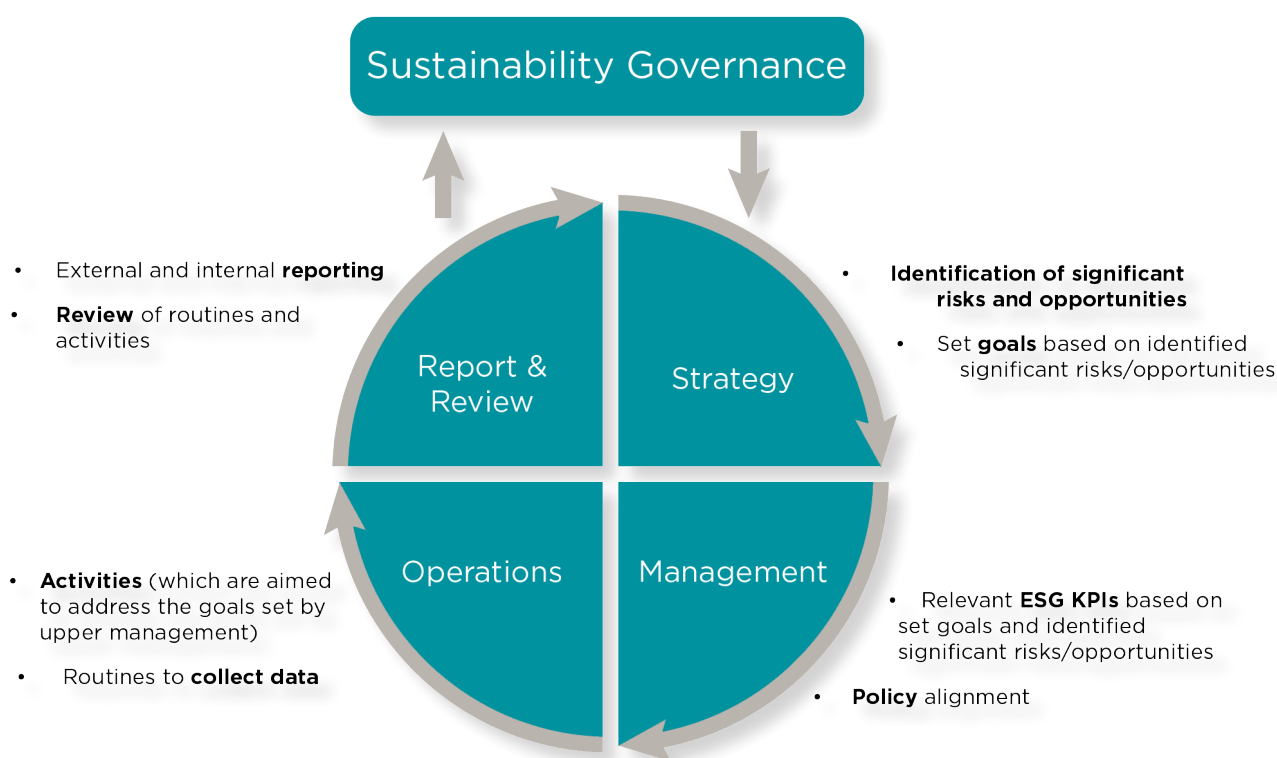 Sustainability Governance
• External and internal reporting
• Review of routines and
activities
Report &
Review
Strategy
• Identification of significant
risks and opportunities
• Set goals based on identified
significant risks/opportunities
Operations
Management
• Activities (which are aimed
to address the goals set by
upper management)
• Routines to collect data
• Relevant ESG KPIs based on
set goals and identified
significant risks/opportunities
• Policy alignment